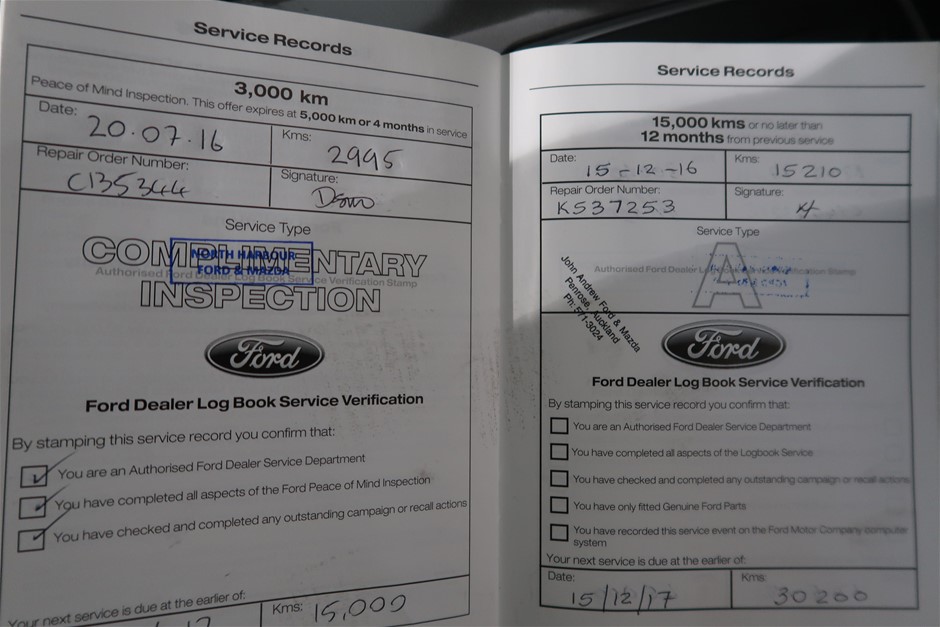 Service Records
3,000 km
Peace of Mind Inspection. This offer expires at 5,000 km or 4 months in service
Date: 20.07.16
Kms: 2995
Repair Order Number: C135344
Signature:
Service Type
COMPLIMENTARY
NORTH HARBOUR
FORD & MAZDA
Authorised Ford Dealer Log Book Service Verification Stamp
INSPECTION
Ford
Ford Dealer Log Book Service Verification
By stamping this service record you confirm that:
You are an Authorised Ford Dealer Service Department
You have completed all aspects of the Ford Peace of Mind Inspection
You have checked and completed any outstanding campaign or recall actions
Your next service is due at the earlier of:
Kms: 15,000
Service Records
15,000 kms or no later than
12 months from previous service
Date: 15-12-16
Kms: 15210
Repair Order Number: K537253
Signature:
Service Type
A
Authorised Ford Dealer Verification Stamp
John Andrew Ford & Mazda
Penrose, Auckland
Ph: 571-3024
Ford
Ford Dealer Log Book Service Verification
By stamping this service record you confirm that:
You are an Authorised Ford Dealer Service Department
You have completed all aspects of the Logbook Service
You have checked and completed any outstanding campaign or recall actions
You have only fitted Genuine Ford Parts
You have recorded this service event on the Ford Motor Company computer
system
Your next service is due at the earlier of:
Date: 15/12/17
Kms: 30200